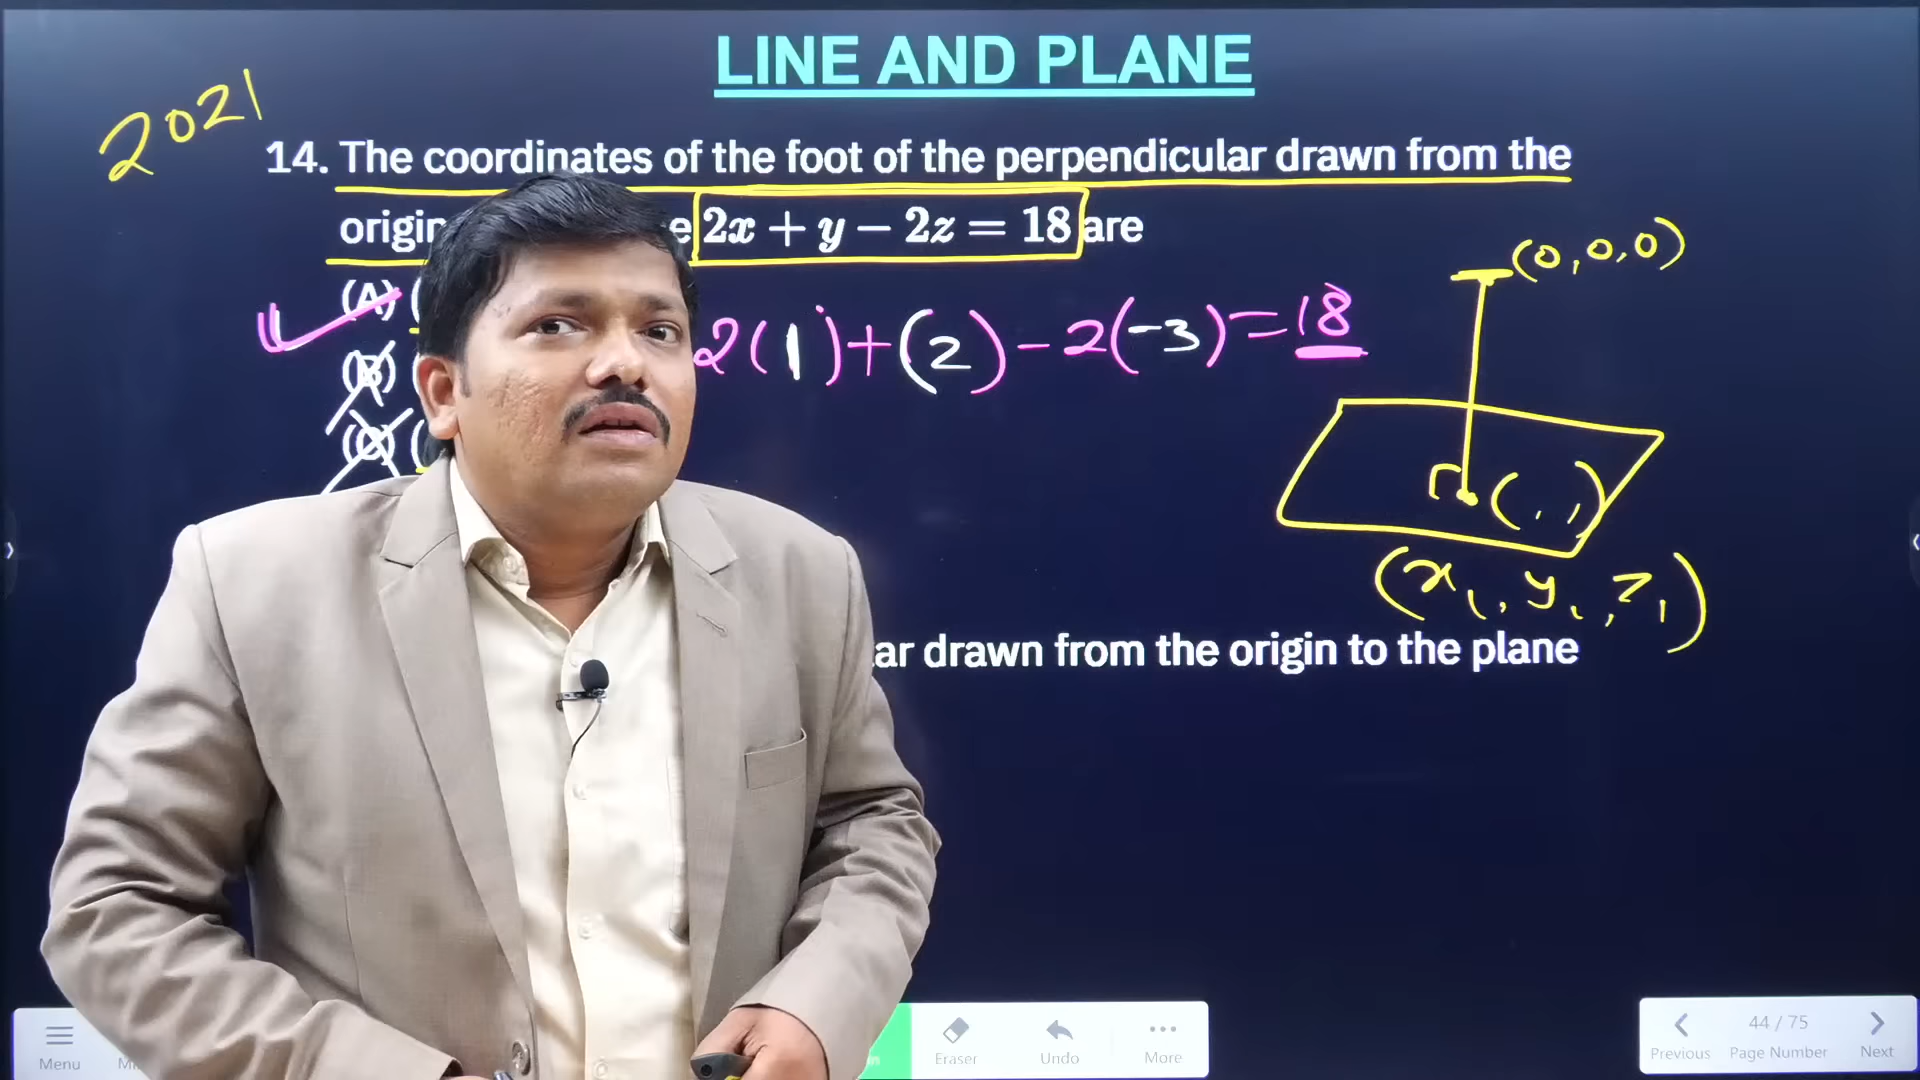 LINE AND PLANE
2021
14. The coordinates of the foot of the perpendicular drawn from the
2x + y − 2z = 18 are
(0,0,0)
(A) (
2(1)+(2)-2(-3)=18
(B)
(C) (
( , , )
(x₁, y₁, z₁)
drawn from the origin to the plane
Menu
Eraser
Undo
More
Previous
44 / 75
Page Number
Next